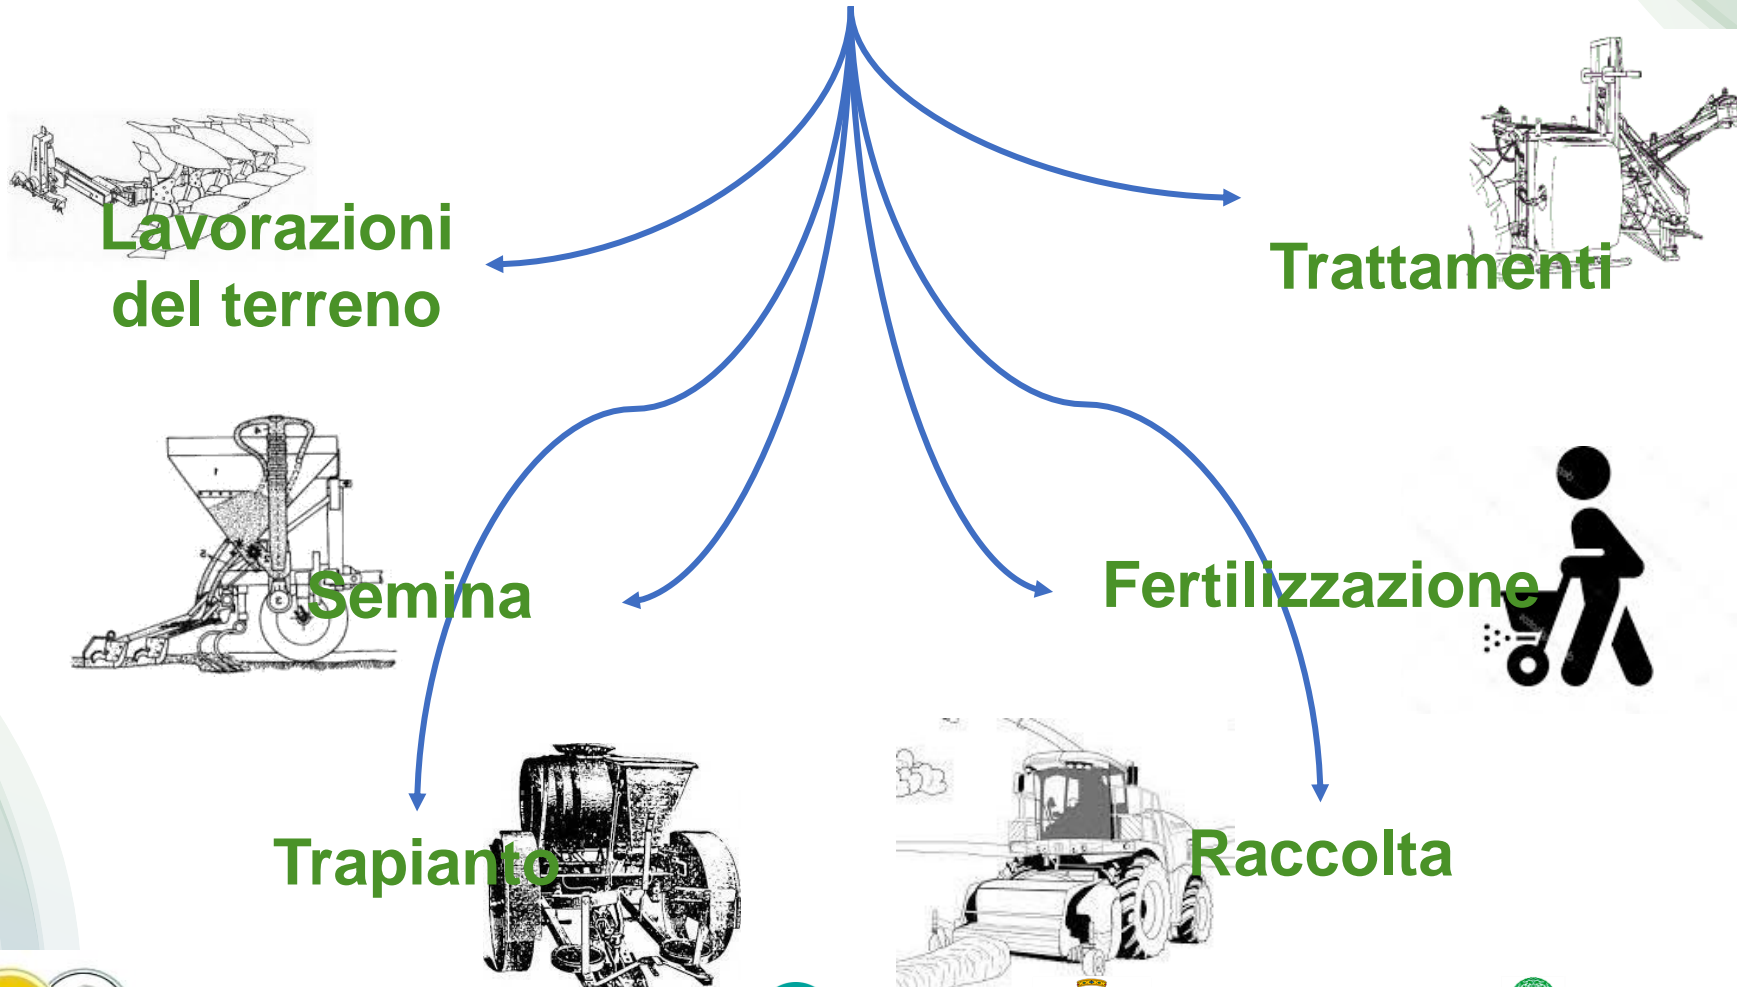 Lavorazioni
del terreno
Trattamenti
Semina
Fertilizzazione
Trapianto
Raccolta